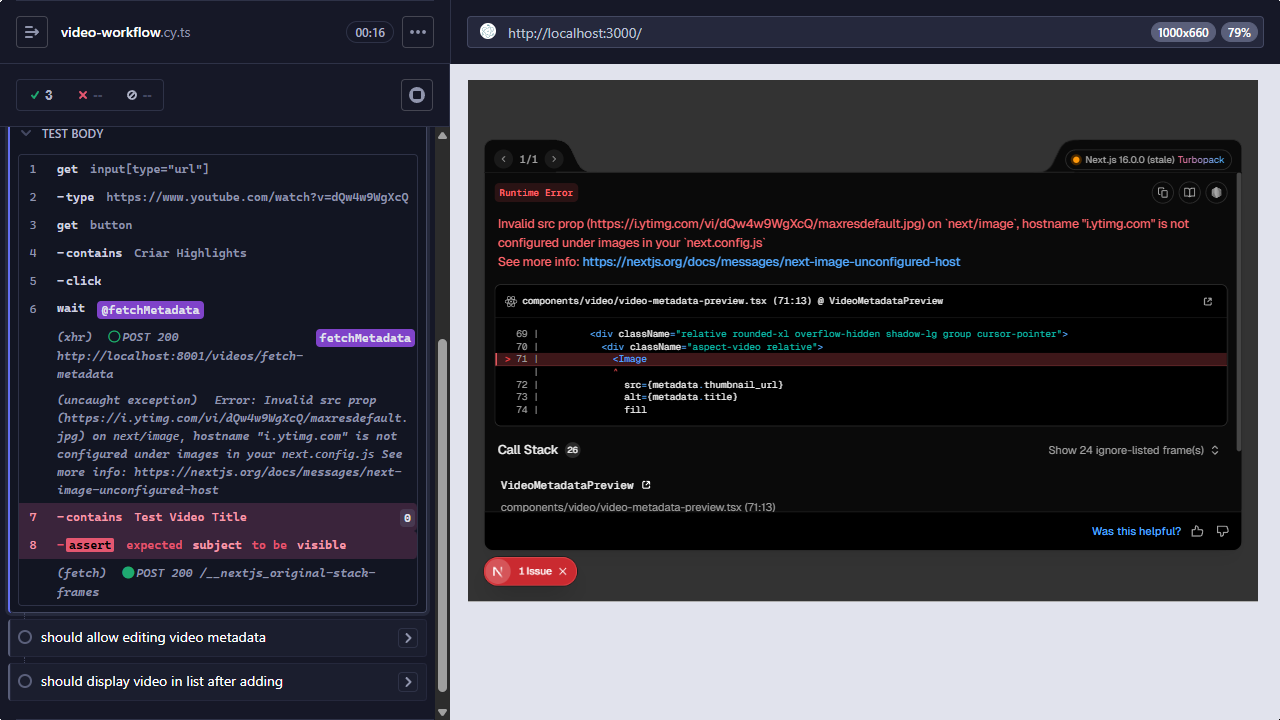 video-workflow.cy.ts
00:16
3
--
--
TEST BODY
1 get input[type="url"]
2 -type https://www.youtube.com/watch?v=dQw4w9WgXcQ
3 get button
4 -contains Criar Highlights
5 -click
6 wait @fetchMetadata
(xhr) POST 200 fetchMetadata
http://localhost:8001/videos/fetch-
metadata
(uncaught exception) Error: Invalid src prop
(https://i.ytimg.com/vi/dQw4w9WgXcQ/maxresdefault.
jpg) on next/image, hostname "i.ytimg.com" is not
configured under images in your next.config.js See
more info: https://nextjs.org/docs/messages/next-
image-unconfigured-host
7 -contains Test Video Title 0
8 -assert expected subject to be visible
(fetch) POST 200 /__nextjs_original-stack-
frames
should allow editing video metadata
should display video in list after adding
http://localhost:3000/
1000x660 79%
1/1
Next.js 16.0.0 (stale) Turbopack
Runtime Error
Invalid src prop (https://i.ytimg.com/vi/dQw4w9WgXcQ/maxresdefault.jpg) on `next/image`, hostname "i.ytimg.com" is not
configured under images in your `next.config.js`
See more info: https://nextjs.org/docs/messages/next-image-unconfigured-host
components/video/video-metadata-preview.tsx (71:13) @ VideoMetadataPreview
69 | <div className="relative rounded-xl overflow-hidden shadow-lg group cursor-pointer">
70 | <div className="aspect-video relative">
> 71 | <Image
| ^
72 | src={metadata.thumbnail_url}
73 | alt={metadata.title}
74 | fill
Call Stack 26
Show 24 ignore-listed frame(s)
VideoMetadataPreview
components/video/video-metadata-preview.tsx (71:13)
Was this helpful?
N 1 Issue